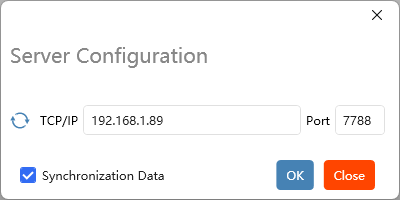 Server Configuration
TCP/IP 192.168.1.89 Port 7788
Synchronization Data OK Close